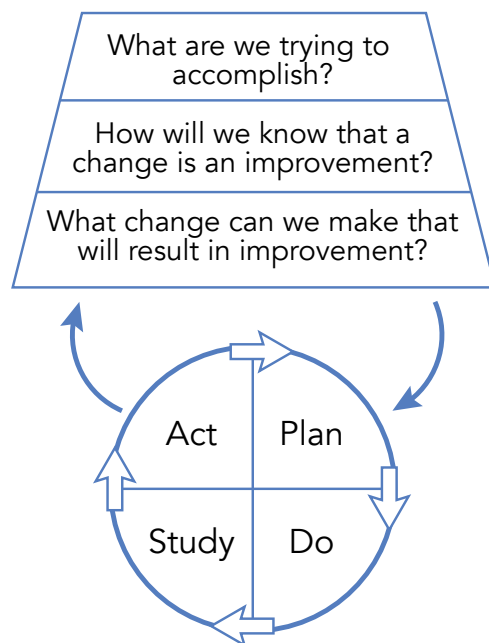 What are we trying to
accomplish?
How will we know that a
change is an improvement?
What change can we make that
will result in improvement?
Act
Plan
Study
Do